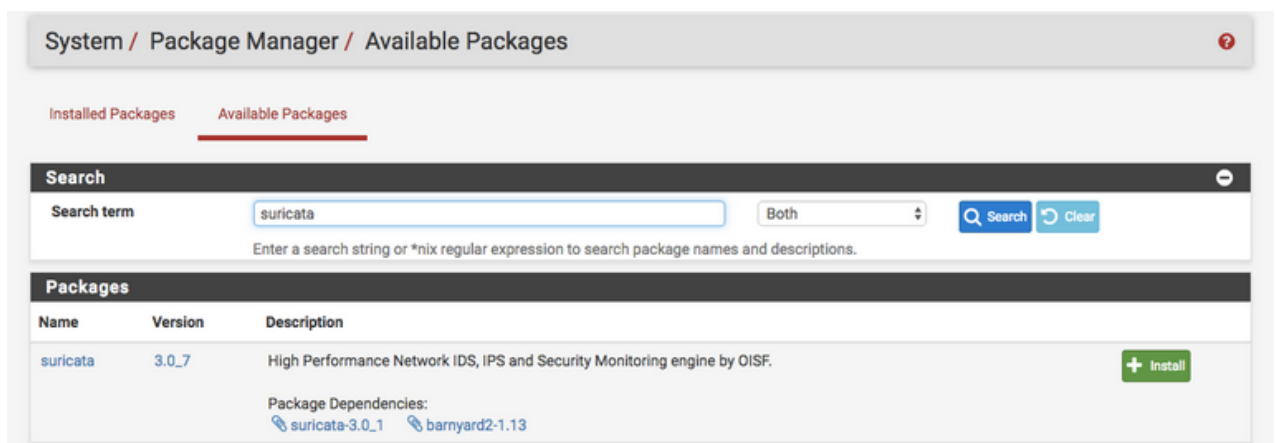 System / Package Manager / Available Packages
Installed Packages Available Packages
Search
Search term suricata Both Search Clear
Enter a search string or *nix regular expression to search package names and descriptions.
Packages
Name Version Description
suricata 3.0_7 High Performance Network IDS, IPS and Security Monitoring engine by OISF. Install
Package Dependencies:
suricata-3.0_1 barnyard2-1.13